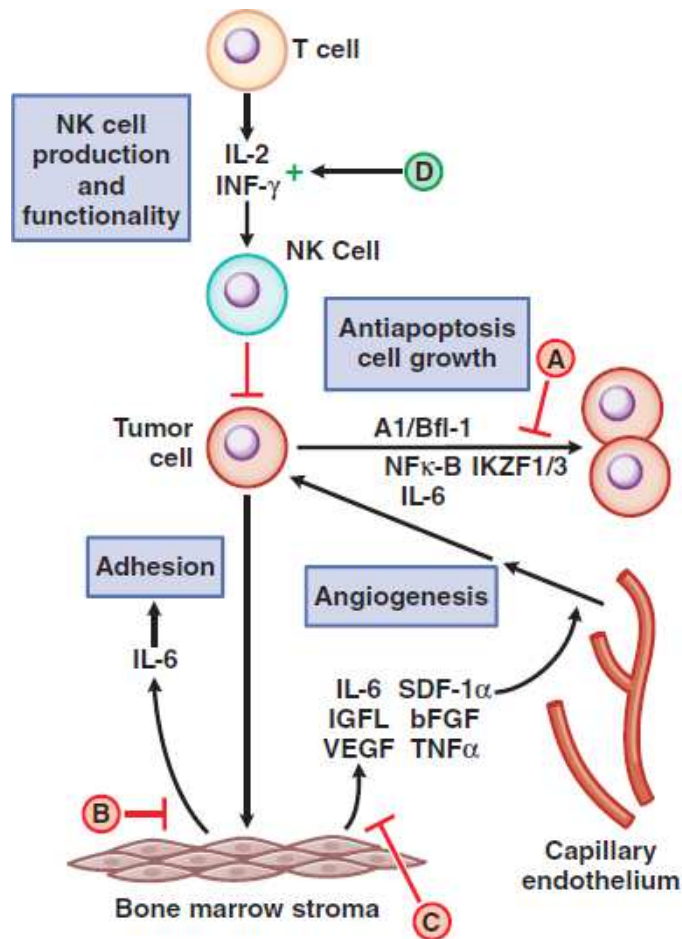 T cell
NK cell
production
and
functionality
IL-2
INF-γ
+
D
NK Cell
Antiapoptosis
cell growth
A
Tumor
cell
A1/Bfl-1
NFκ-B IKZF1/3
IL-6
Adhesion
Angiogenesis
IL-6
IL-6 SDF-1α
IGFL bFGF
VEGF TNFα
B
Bone marrow stroma
C
Capillary
endothelium